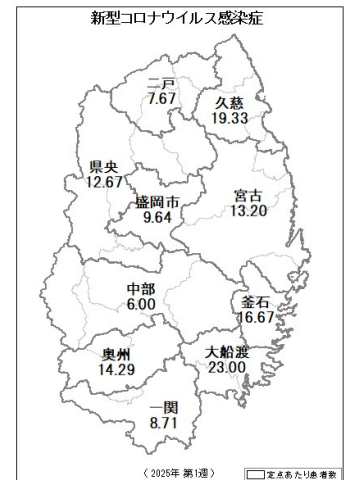 新型コロナウイルス感染症
二戸
7.67
久慈
19.33
県央
12.67
盛岡市
9.64
宮古
13.20
中部
6.00
釜石
16.67
奥州
14.29
大船渡
23.00
一関
8.71
（2025年 第1週）
定点あたり患者数